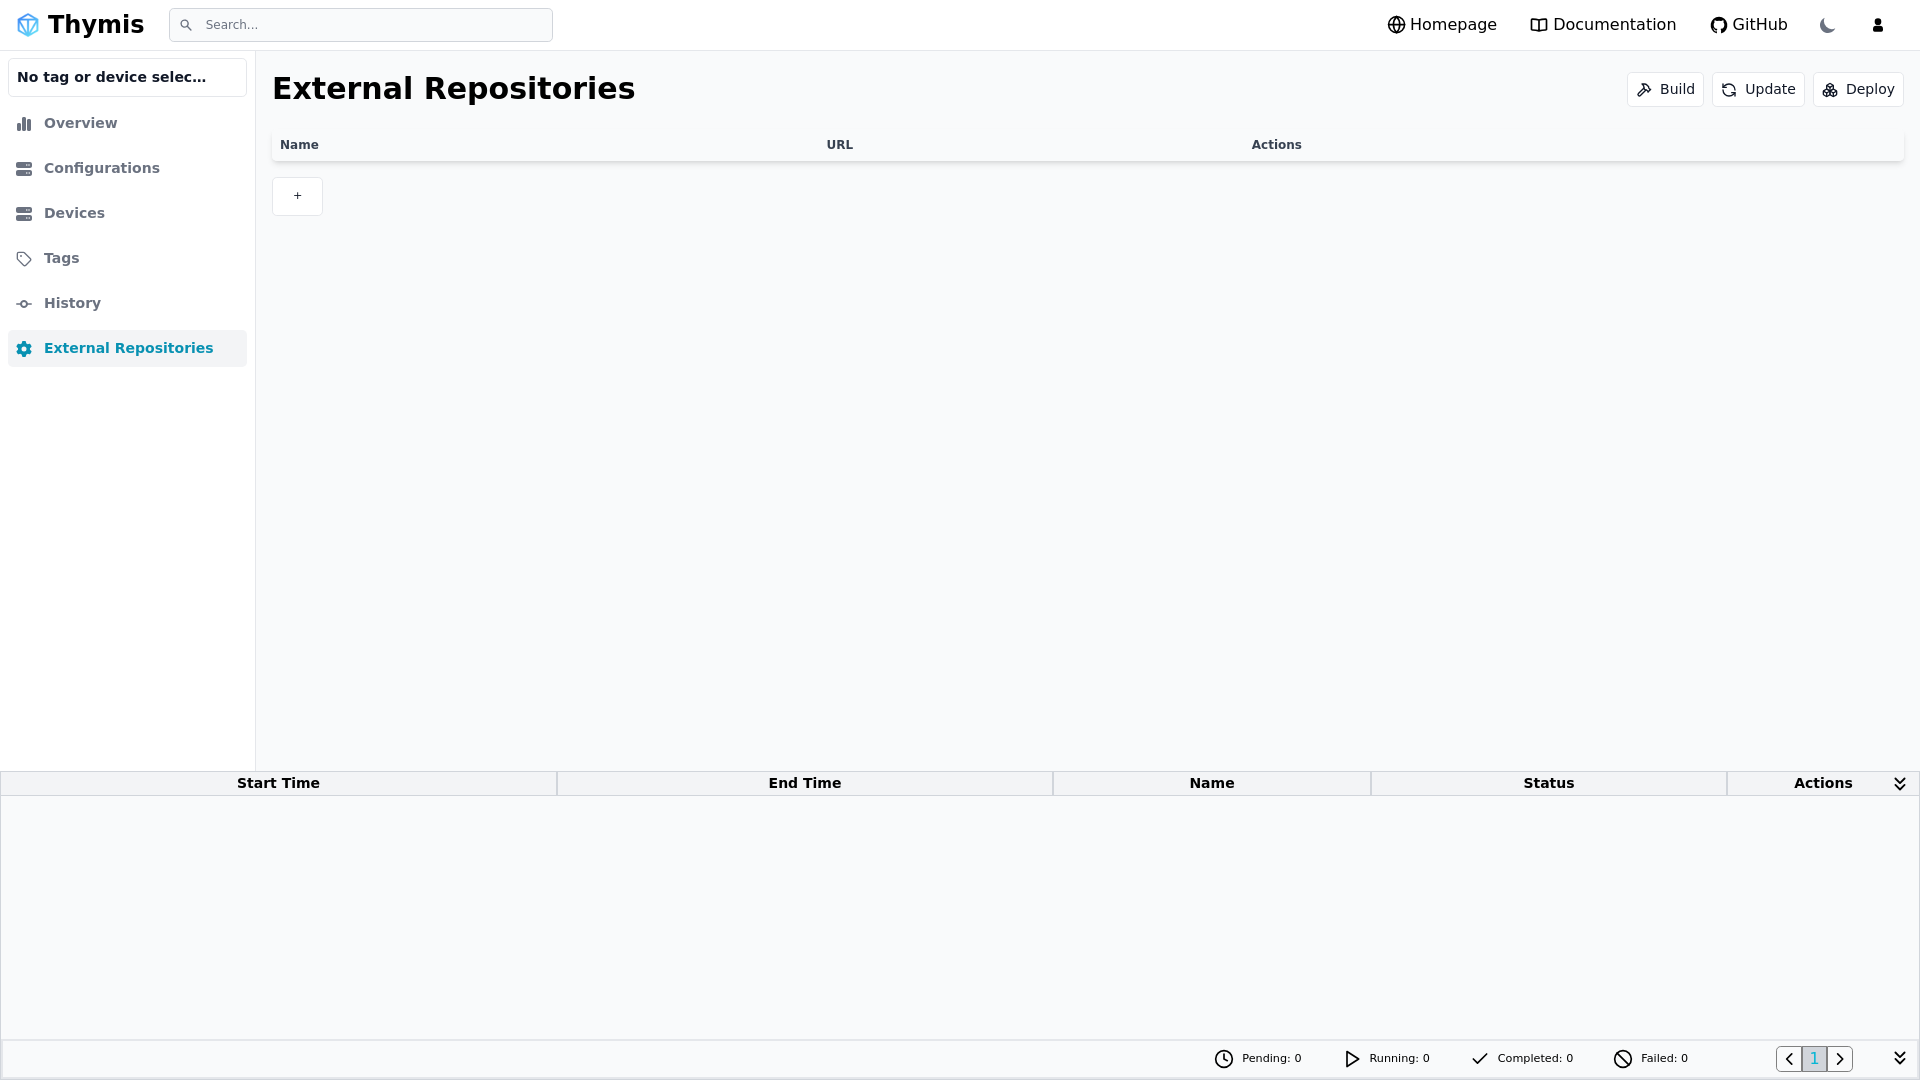 Thymis
Search...
Homepage
Documentation
GitHub
No tag or device selec...
Overview
Configurations
Devices
Tags
History
External Repositories
External Repositories
Build
Update
Deploy
Name URL Actions
+
Start Time End Time Name Status Actions
Pending: 0 Running: 0 Completed: 0 Failed: 0 1